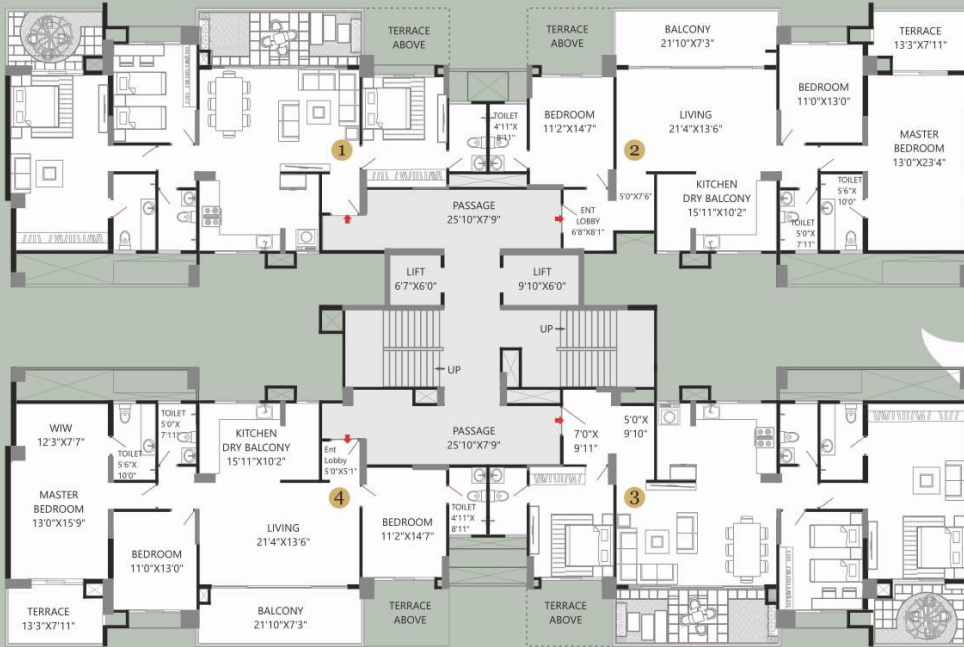 TERRACE
ABOVE
TERRACE
ABOVE
BALCONY
21'10"X7'3"
TERRACE
13'3"X7'11"
BEDROOM
11'0"X13'0"
TOILET
4'11"X
8'11"
BEDROOM
11'2"X14'7"
LIVING
21'4"X13'6"
MASTER
BEDROOM
13'0"X23'4"
1
2
KITCHEN
DRY BALCONY
15'11"X10'2"
TOILET
5'6"X
10'0"
5'0"X7'6"
PASSAGE
25'10"X7'9"
ENT
LOBBY
6'8"X8'1"
TOILET
5'0"X
7'11"
LIFT
6'7"X6'0"
LIFT
9'10"X6'0"
UP
UP
WIW
12'3"X7'7"
TOILET
5'0"X
7'11"
KITCHEN
DRY BALCONY
15'11"X10'2"
TOILET
5'6"X
10'0"
PASSAGE
25'10"X7'9"
7'0"X
9'11"
5'0"X
9'10"
Ent
Lobby
5'0"X5'1"
MASTER
BEDROOM
13'0"X15'9"
4
3
TOILET
4'11"X
8'11"
LIVING
21'4"X13'6"
BEDROOM
11'2"X14'7"
BEDROOM
11'0"X13'0"
TERRACE
13'3"X7'11"
BALCONY
21'10"X7'3"
TERRACE
ABOVE
TERRACE
ABOVE